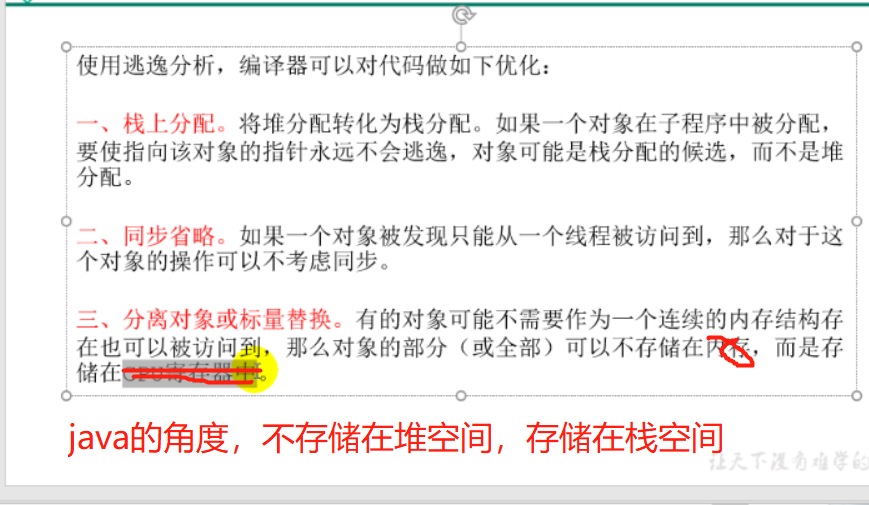 使用逃逸分析，编译器可以对代码做如下优化：
一、栈上分配。将堆分配转化为栈分配。如果一个对象在子程序中被分配，
要使指向该对象的指针永远不会逃逸，对象可能是栈分配的候选，而不是堆
分配。
二、同步省略。如果一个对象被发现只能从一个线程被访问到，那么对于这
个对象的操作可以不考虑同步。
三、分离对象或标量替换。有的对象可能不需要作为一个连续的内存结构存
在也可以被访问到，那么对象的部分（或全部）可以不存储在内存，而是存
储在CPU寄存器中。
java的角度，不存储在堆空间，存储在栈空间
让天下没有难学的